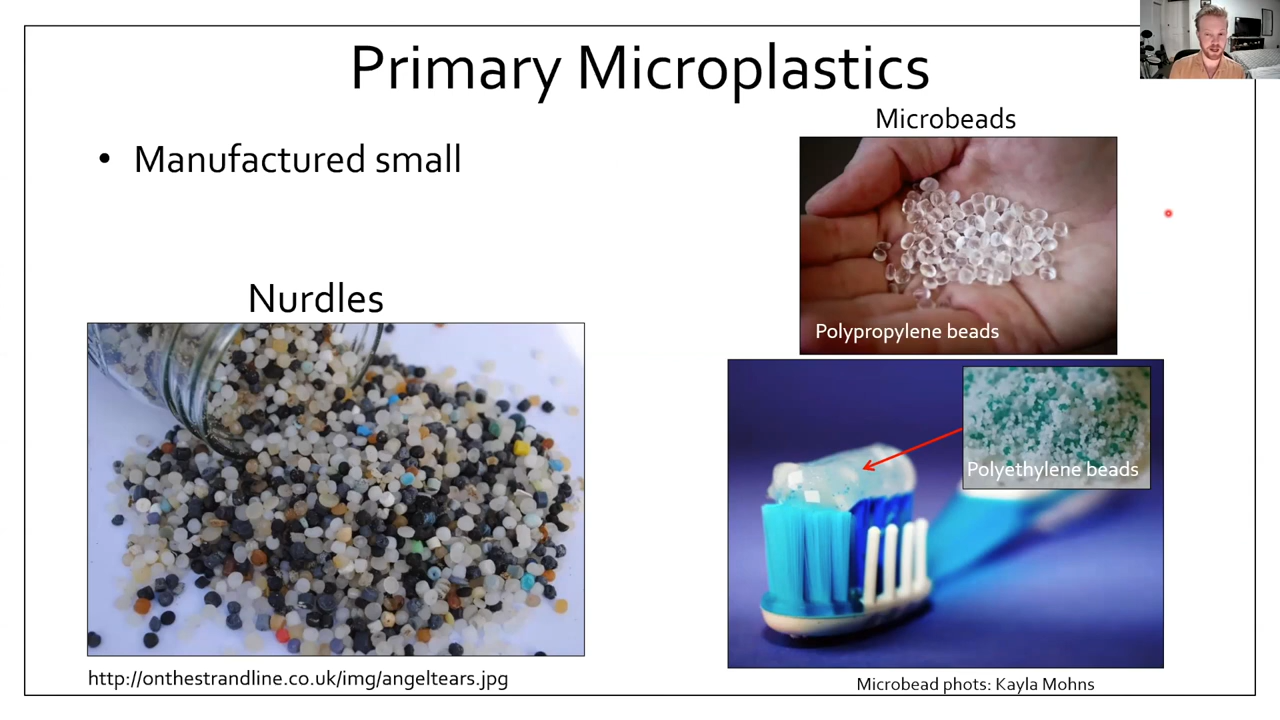 Primary Microplastics
• Manufactured small
Nurdles
http://onthestrandline.co.uk/img/angeltears.jpg
Microbeads
Polypropylene beads
Polyethylene beads
Microbead phots: Kayla Mohns